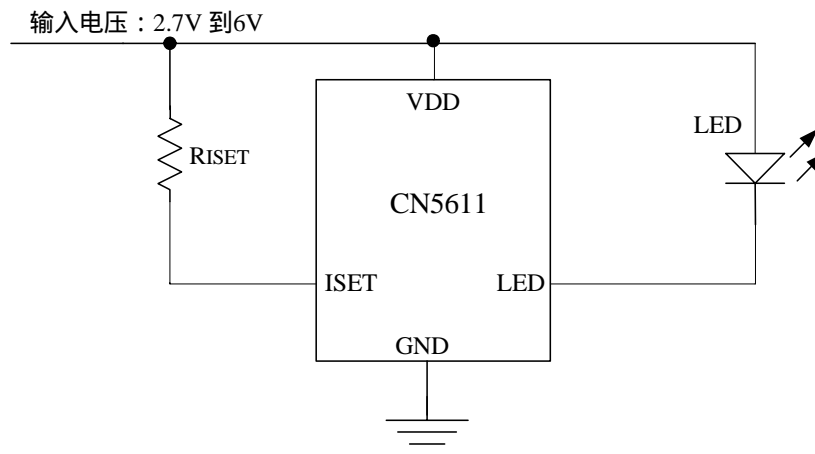 输入电压：2.7V 到6V
VDD
LED
RISET
CN5611
ISET
LED
GND